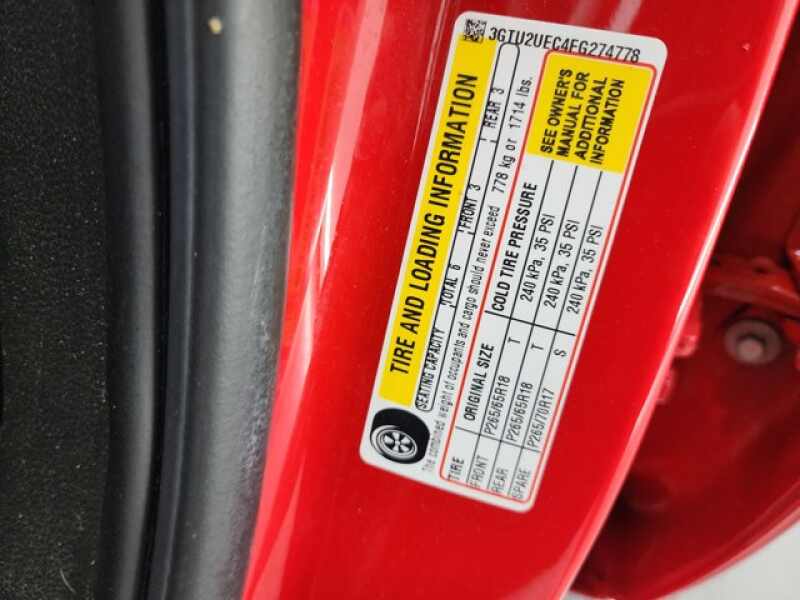 3GTU2UEC4FG274778
TIRE AND LOADING INFORMATION
SEATING CAPACITY TOTAL 6 FRONT 3 REAR 3
The combined weight of occupants and cargo should never exceed 778 kg or 1714 lbs.
TIRE ORIGINAL SIZE COLD TIRE PRESSURE
FRONT P265/65R18 T 240 kPa, 35 PSI
REAR P265/65R18 T 240 kPa, 35 PSI
SPARE P265/70R17 S 240 kPa, 35 PSI
SEE OWNER'S
MANUAL FOR
ADDITIONAL
INFORMATION